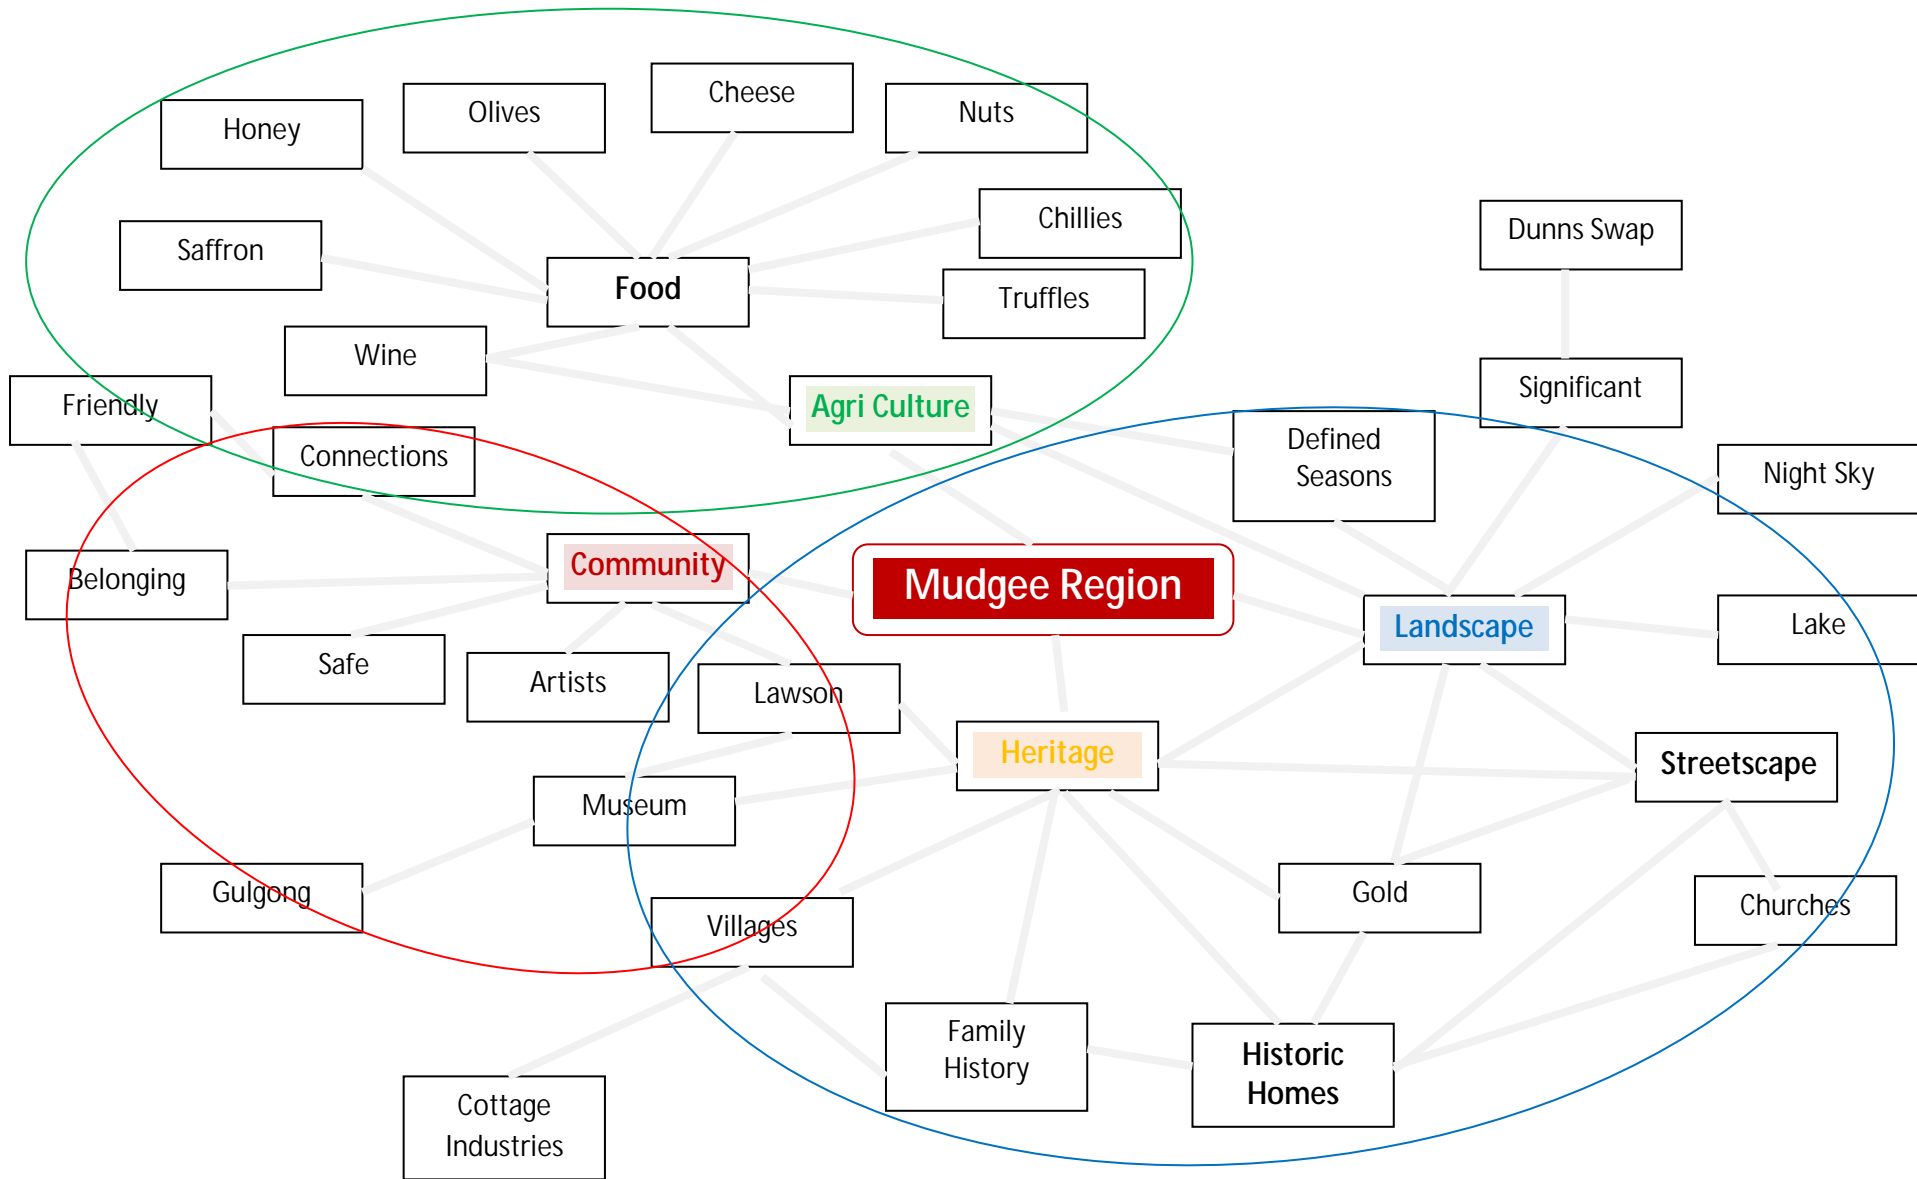 Cheese
Olives
Nuts
Honey
Chillies
Saffron
Dunns Swap
Food
Truffles
Wine
Significant
Friendly
Agri Culture
Defined
Seasons
Connections
Night Sky
Community
Belonging
Mudgee Region
Landscape
Lake
Safe
Artists
Lawson
Heritage
Streetscape
Museum
Gulgong
Gold
Churches
Villages
Family
History
Historic
Homes
Cottage
Industries